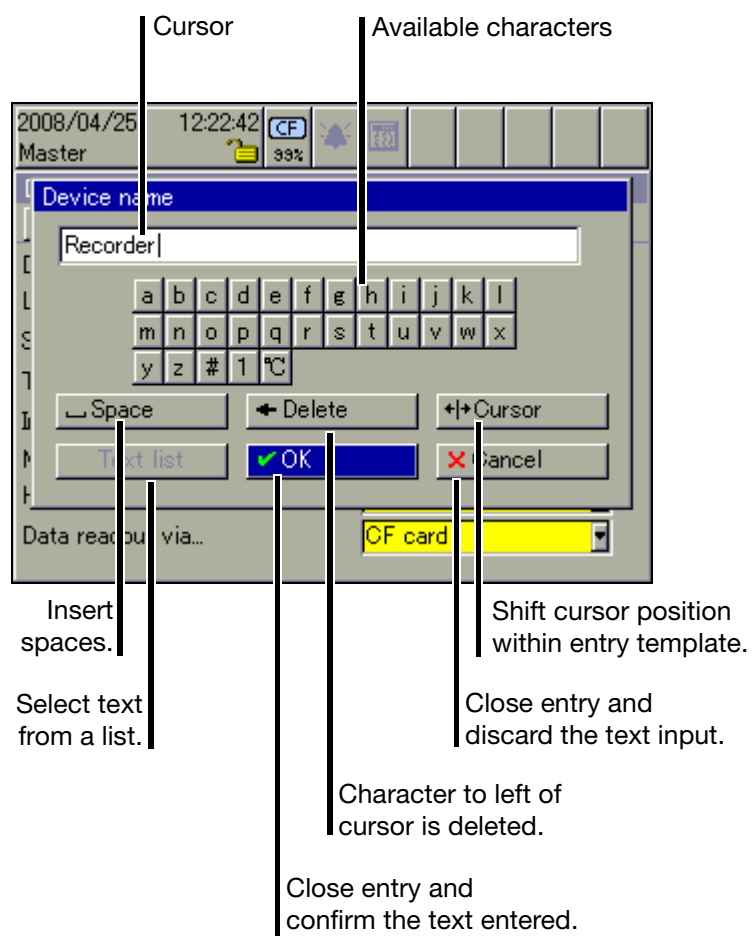 Cursor
Available characters
2008/04/25 12:22:42
CF
Master
99%
Device name
Recorder
a b c d e f g h i j k l
m n o p q r s t u v w x
y z # 1 °C
Space
Delete
Cursor
Text list
OK
Cancel
Data readout via...
CF card
Insert
spaces.
Shift cursor position
within entry template.
Select text
from a list.
Close entry and
discard the text input.
Character to left of
cursor is deleted.
Close entry and
confirm the text entered.